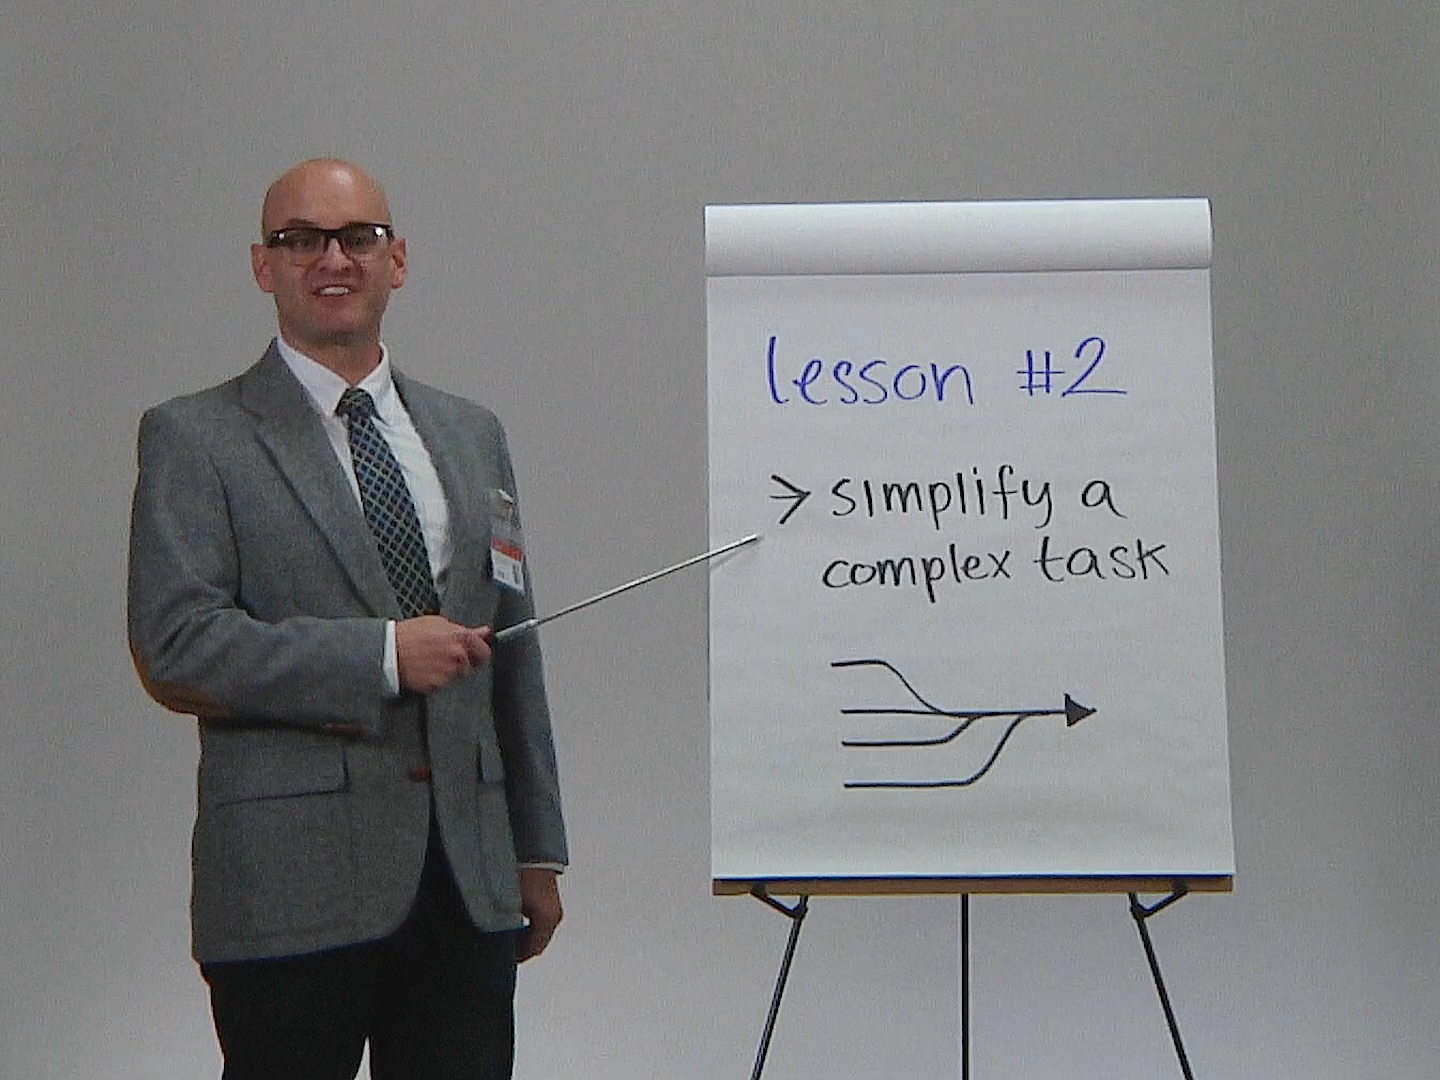 lesson #2
> simplify a
complex task